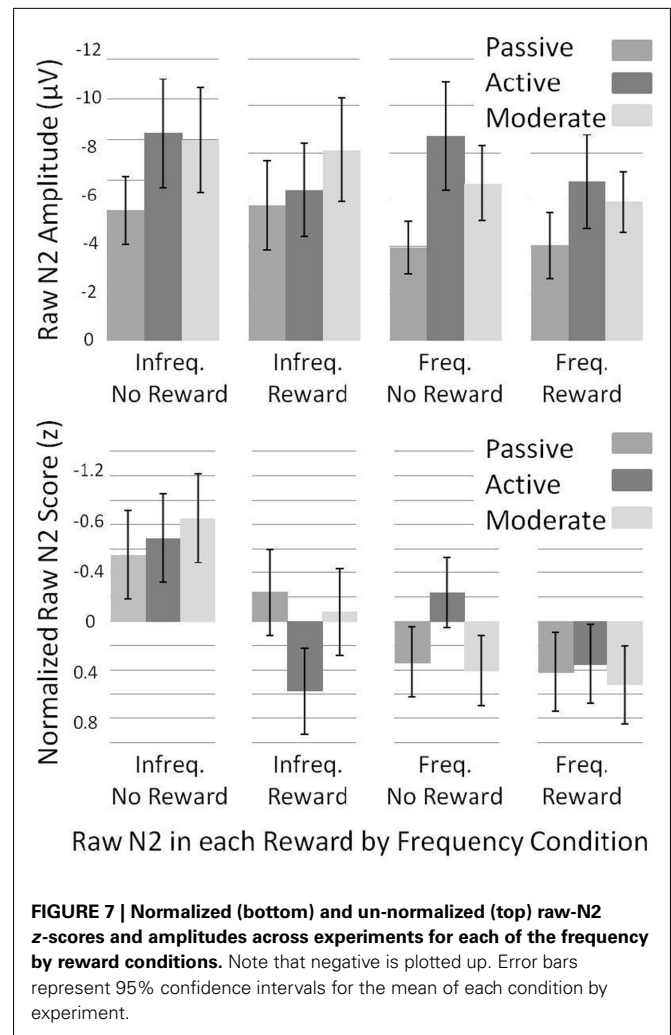 -12
-10
-8
-6
-4
-2
0
Raw N2 Amplitude (µV)
Passive
Active
Moderate
Infreq. Infreq. Freq. Freq.
No Reward Reward No Reward Reward
Normalized Raw N2 Score (z)
-1.2
-0.6
-0.4
0
0.4
0.8
Passive
Active
Moderate
Infreq. Infreq. Freq. Freq.
No Reward Reward No Reward Reward
Raw N2 in each Reward by Frequency Condition
FIGURE 7 | Normalized (bottom) and un-normalized (top) raw-N2
z-scores and amplitudes across experiments for each of the frequency
by reward conditions. Note that negative is plotted up. Error bars
represent 95% confidence intervals for the mean of each condition by
experiment.